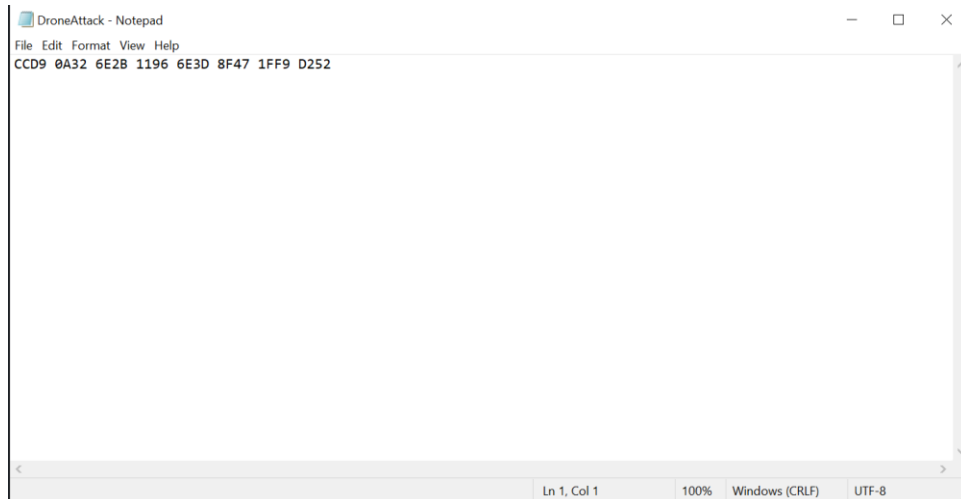 DroneAttack - Notepad
File Edit Format View Help
CCD9 0A32 6E2B 1196 6E3D 8F47 1FF9 D252
Ln 1, Col 1 100% Windows (CRLF) UTF-8